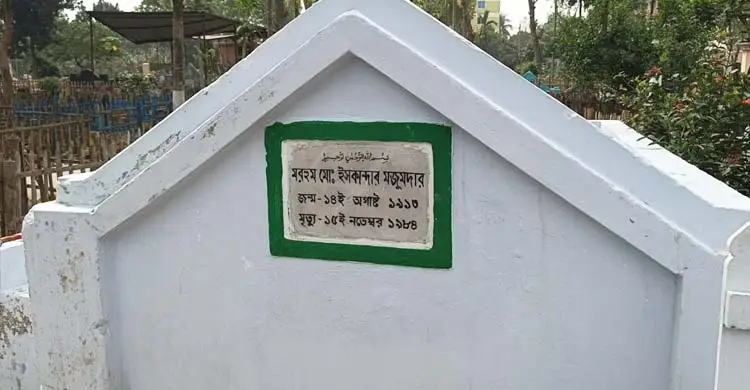 بسم الله الرحمن الرحيم
মরহুম মোঃ ইসকান্দার মজুমদার
জন্ম - ১৪ই অগাষ্ট ১৯১৩
মৃত্যু - ১৫ই নভেম্বর ১৯৮৪